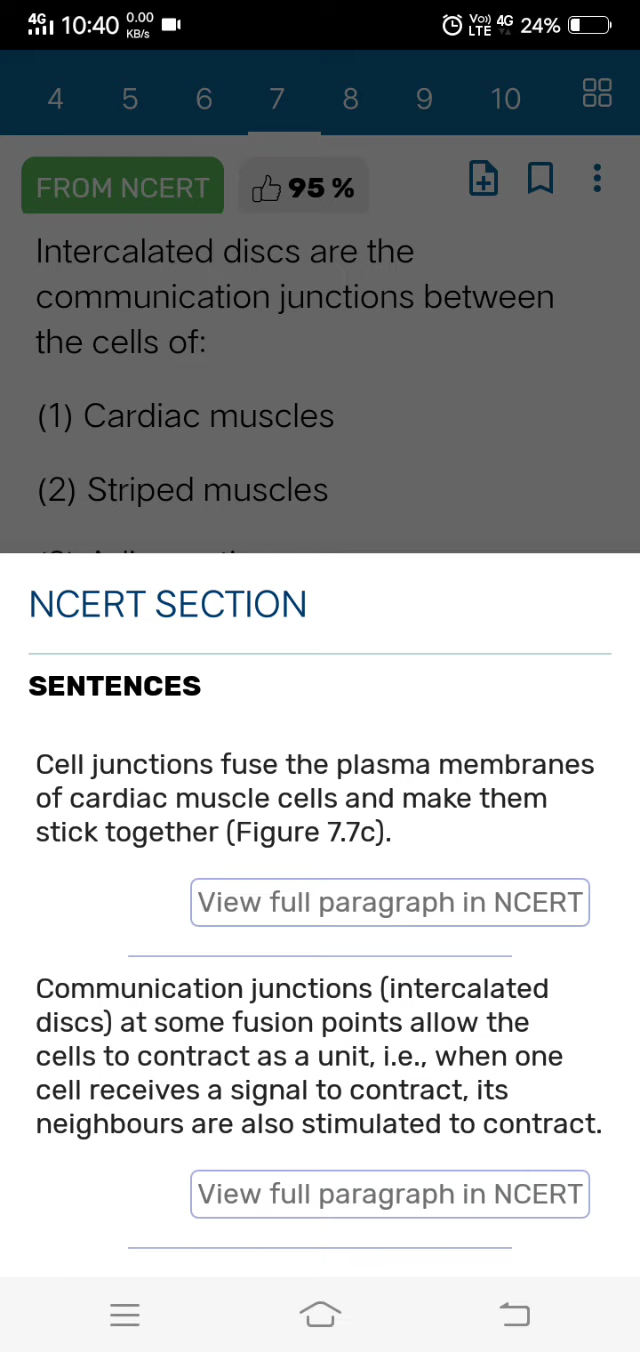 4G 10:40 0.00 KB/s Vo) LTE 4G 24%
4 5 6 7 8 9 10
FROM NCERT 95 %
Intercalated discs are the
communication junctions between
the cells of:
(1) Cardiac muscles
(2) Striped muscles
NCERT SECTION
SENTENCES
Cell junctions fuse the plasma membranes
of cardiac muscle cells and make them
stick together (Figure 7.7c).
View full paragraph in NCERT
Communication junctions (intercalated
discs) at some fusion points allow the
cells to contract as a unit, i.e., when one
cell receives a signal to contract, its
neighbours are also stimulated to contract.
View full paragraph in NCERT